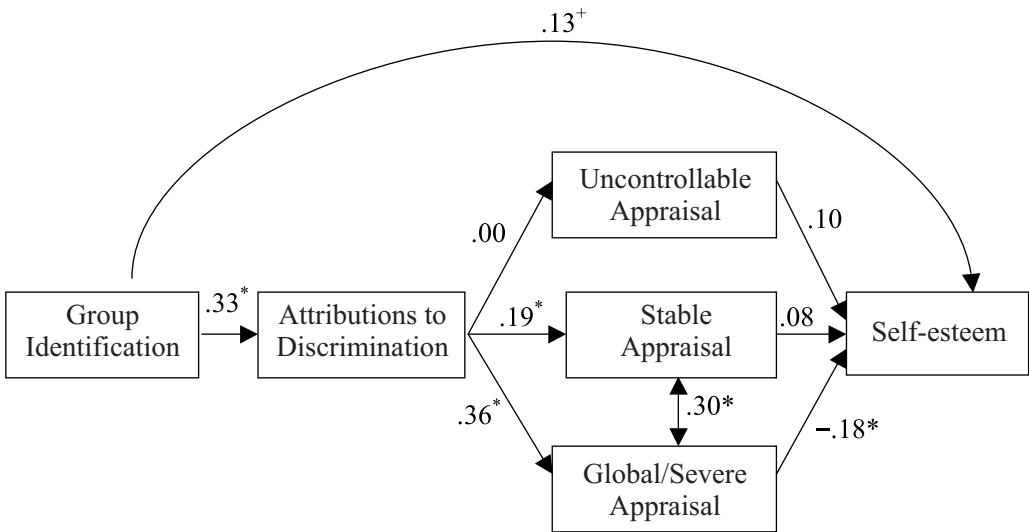 .13+
Uncontrollable
Appraisal
.00
.10
Group
Identification
.33*
Attributions to
Discrimination
.19*
Stable
Appraisal
.08
Self-esteem
.36*
.30*
−.18*
Global/Severe
Appraisal